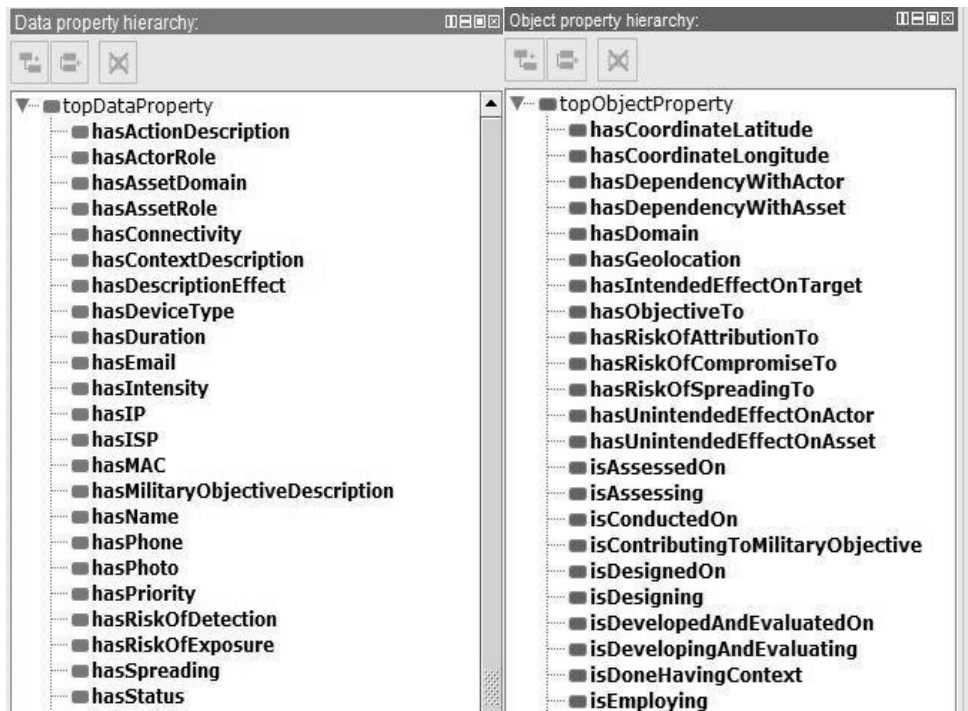 Data property hierarchy:
topDataProperty
hasActionDescription
hasActorRole
hasAssetDomain
hasAssetRole
hasConnectivity
hasContextDescription
hasDescriptionEffect
hasDeviceType
hasDuration
hasEmail
hasIntensity
hasIP
hasISP
hasMAC
hasMilitaryObjectiveDescription
hasName
hasPhone
hasPhoto
hasPriority
hasRiskOfDetection
hasRiskOfExposure
hasSpreading
hasStatus
Object property hierarchy:
topObjectProperty
hasCoordinateLatitude
hasCoordinateLongitude
hasDependencyWithActor
hasDependencyWithAsset
hasDomain
hasGeolocation
hasIntendedEffectOnTarget
hasObjectiveTo
hasRiskOfAttributionTo
hasRiskOfCompromiseTo
hasRiskOfSpreadingTo
hasUnintendedEffectOnActor
hasUnintendedEffectOnAsset
isAssessedOn
isAssessing
isConductedOn
isContributingToMilitaryObjective
isDesignedOn
isDesigning
isDevelopedAndEvaluatedOn
isDevelopingAndEvaluating
isDoneHavingContext
isEmploying